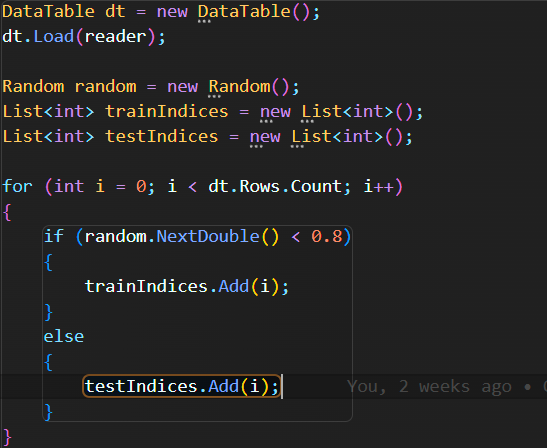 DataTable dt = new DataTable();
dt.Load(reader);
Random random = new Random();
List<int> trainIndices = new List<int>();
List<int> testIndices = new List<int>();
for (int i = 0; i < dt.Rows.Count; i++)
{
if (random.NextDouble() < 0.8)
{
trainIndices.Add(i);
}
else
{
testIndices.Add(i); You, 2 weeks ago •
}
}